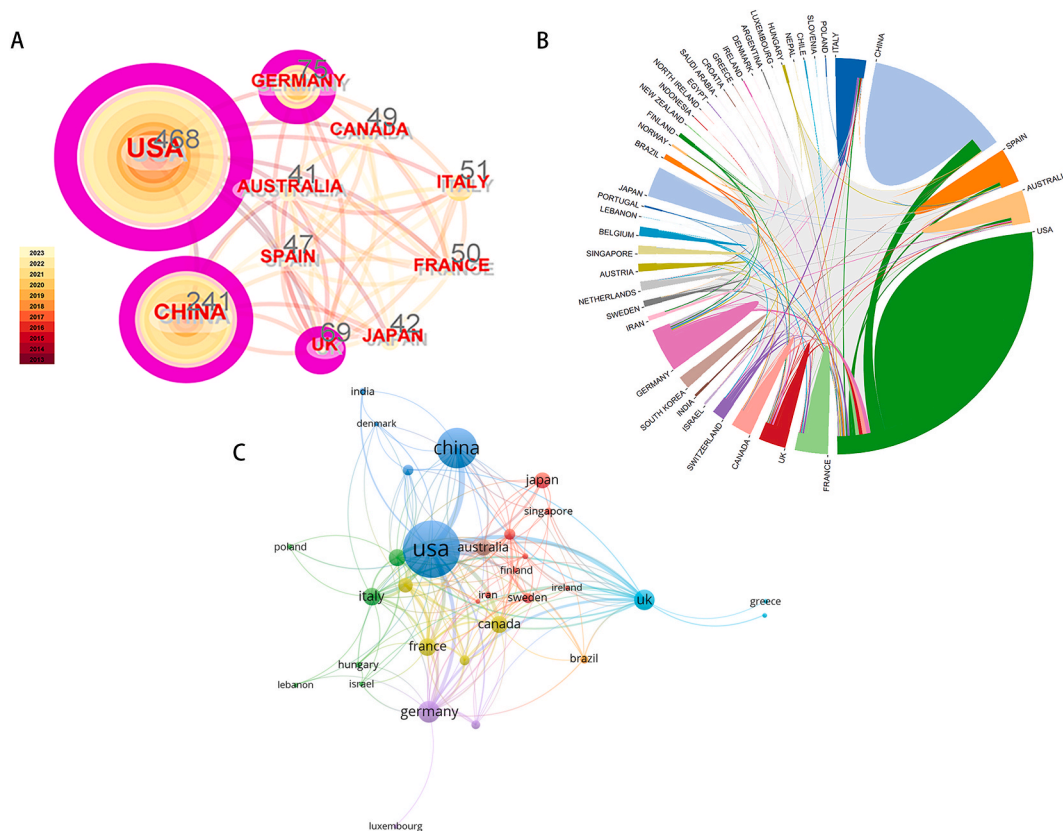 A
75
GERMANY
49
CANADA
468
USA
41
AUSTRALIA
51
ITALY
47
SPAIN
50
FRANCE
241
CHINA
69
UK
42
JAPAN
2023
2022
2021
2020
2019
2018
2017
2016
2015
2014
2013
B
LUXEMBOURG
HUNGARY
NEPAL
CHILE
SLOVENIA
POLAND
ITALY
CHINA
ARGENTINA
DENMARK
IRELAND
GREECE
CROATIA
SAUDI ARABIA
EGYPT
NORTH IRELAND
INDONESIA
NEW ZEALAND
FINLAND
NORWAY
BRAZIL
SPAIN
JAPAN
PORTUGAL
LEBANON
AUSTRALI
USA
BELGIUM
SINGAPORE
AUSTRIA
NETHERLANDS
SWEDEN
IRAN
GERMANY
SOUTH KOREA
INDIA
ISRAEL
SWITZERLAND
CANADA
UK
FRANCE
C
india
denmark
china
japan
singapore
usa
australia
poland
finland
italy
iran
sweden
ireland
uk
greece
canada
france
brazil
hungary
lebanon
israel
germany
luxembourg